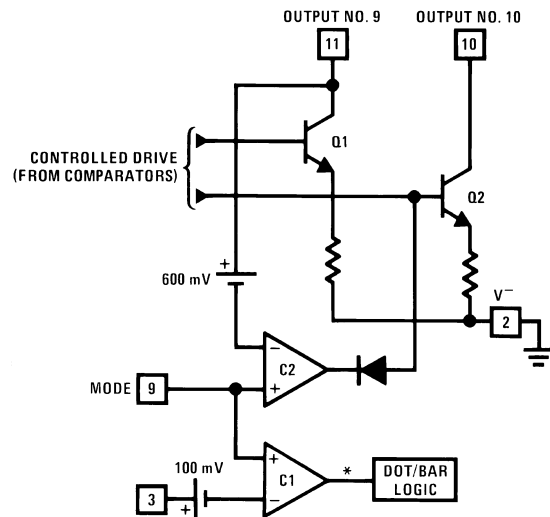 OUTPUT NO. 9
OUTPUT NO. 10
11
10
Q1
CONTROLLED DRIVE
(FROM COMPARATORS)
Q2
+
600 mV
V−
2
−
C2
MODE
9
+
+
100 mV
C1
*
DOT/BAR
LOGIC
3
+
−